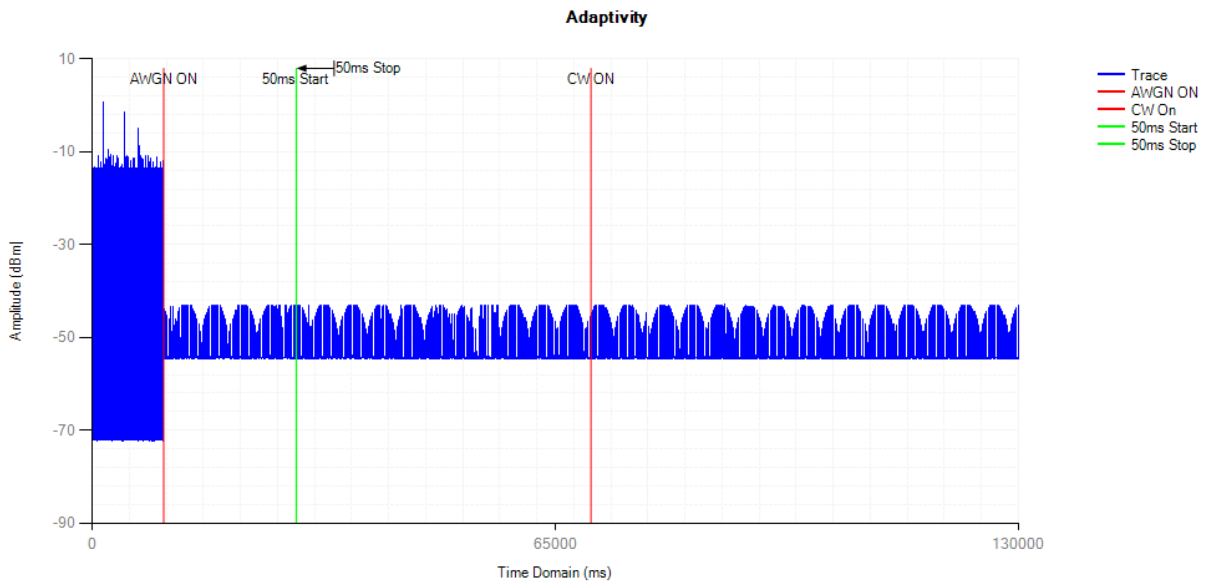 Adaptivity
10
AWGN ON
50ms Start
50ms Stop
CW ON
Trace
AWGN ON
CW On
50ms Start
50ms Stop
-10
-30
-50
-70
-90
Amplitude [dBm]
0
65000
130000
Time Domain (ms)